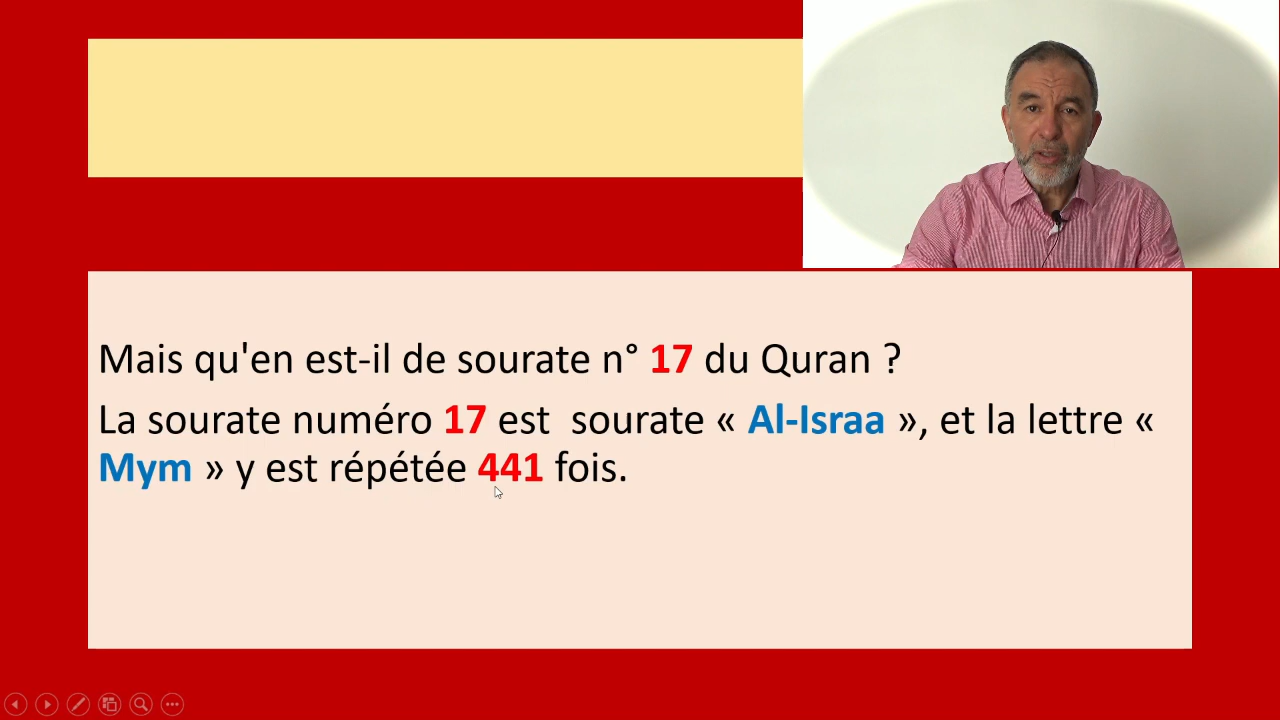 Mais qu'en est-il de sourate n° 17 du Quran ?
La sourate numéro 17 est  sourate « Al-Israa », et la lettre «
Mym » y est répétée 441 fois.